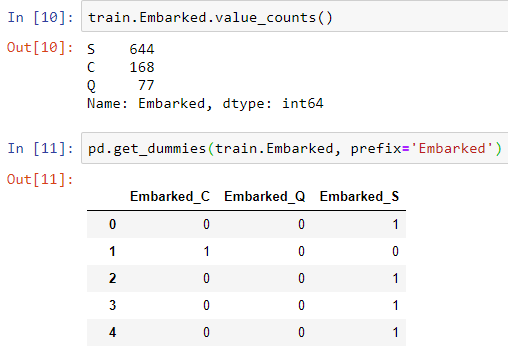 In [10]: train.Embarked.value_counts()
Out[10]: S 644
C 168
Q 77
Name: Embarked, dtype: int64
In [11]: pd.get_dummies(train.Embarked, prefix='Embarked')
Out[11]:
Embarked_C Embarked_Q Embarked_S
0 0 0 1
1 1 0 0
2 0 0 1
3 0 0 1
4 0 0 1